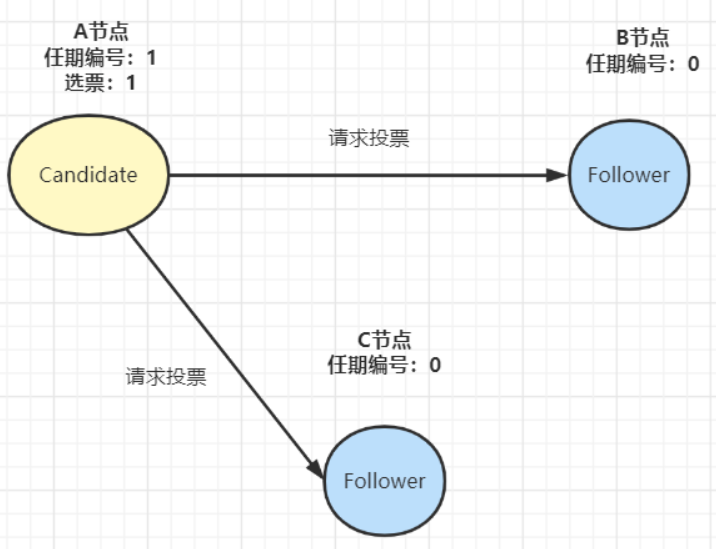 A节点
任期编号：1
选票：1
B节点
任期编号：0
请求投票
Candidate
Follower
C节点
任期编号：0
请求投票
Follower